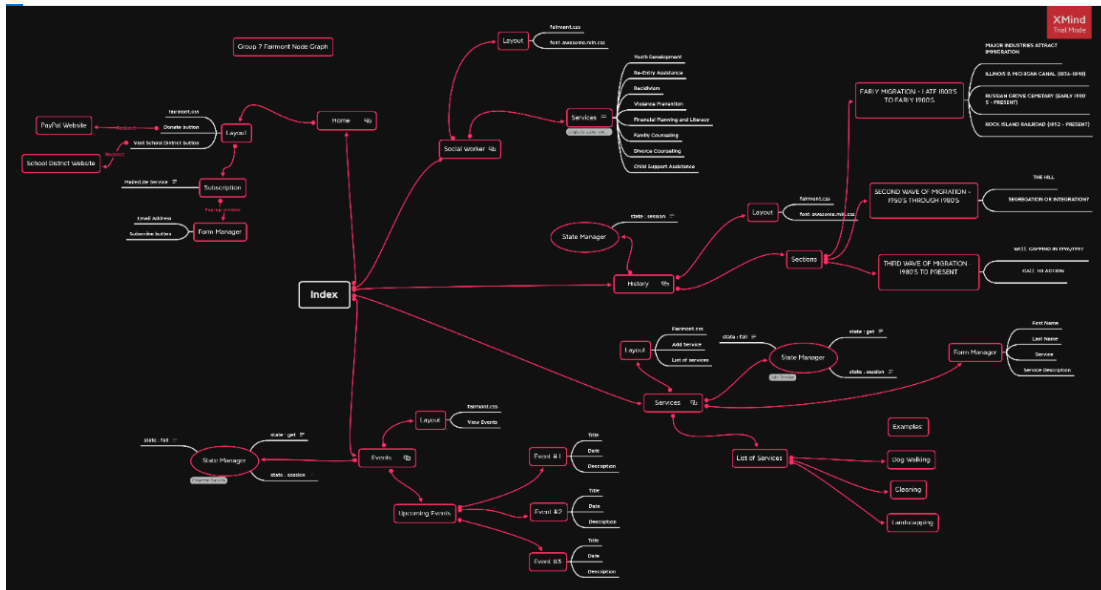 XMind
Trial Mode
Group 7 Fairmont Node Graph
Layout
fairmont.css
font-awesome.min.css
Youth Development
Re-Entry Assistance
Recidivism
Violence Prevention
Financial Planning and Literacy
Family Counseling
Divorce Counseling
Child Support Assistance
Services
Social Worker
MAJOR INDUSTRIES ATTRACT
IMMIGRATION
ILLINOIS & MICHIGAN CANAL (1836-1848)
RUSSIAN GROVE CEMETARY (EARLY 1900'
S - PRESENT)
ROCK ISLAND RAILROAD (1852 - PRESENT)
EARLY MIGRATION - LATE 1800'S
TO EARLY 1900'S
Home
fairmont.css
Donate button
Visit School District button
Layout
PayPal Website
Redirect
School District Website
Redirect
MailerLite Service
Subscription
Email Address
Subscribe button
Form Manager
state : session
State Manager
History
Layout
fairmont.css
font-awesome.min.css
Sections
SECOND WAVE OF MIGRATION -
1950'S THROUGH 1980'S
THE HILL
SEGREGATION OR INTEGRATION?
THIRD WAVE OF MIGRATION -
1980'S TO PRESENT
CALL TO ACTION
Index
Layout
Fairmont.css
Add Service
List of services
state : fail
State Manager
state : get
state : session
Form Manager
First Name
Last Name
Service
Service Description
Services
List of Services
Examples:
Dog Walking
Cleaning
Landscapping
Layout
Fairmont.css
View Events
state : fail
State Manager
state : get
state : session
Events
Upcoming Events
Event #1
Title
Date
Description
Event #2
Title
Date
Description
Event #3
Title
Date
Description